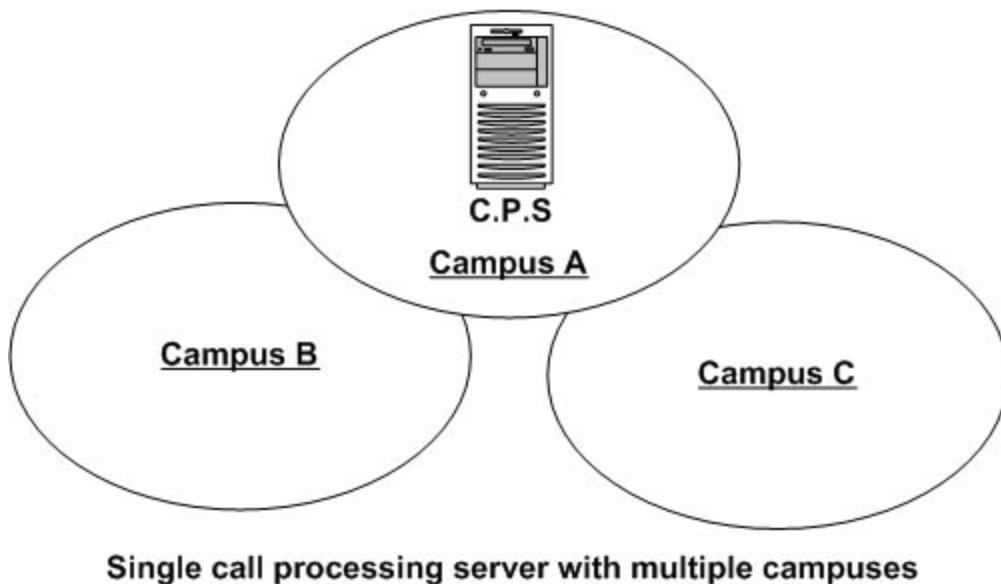 C.P.S
Campus A
Campus B
Campus C
Single call processing server with multiple campuses